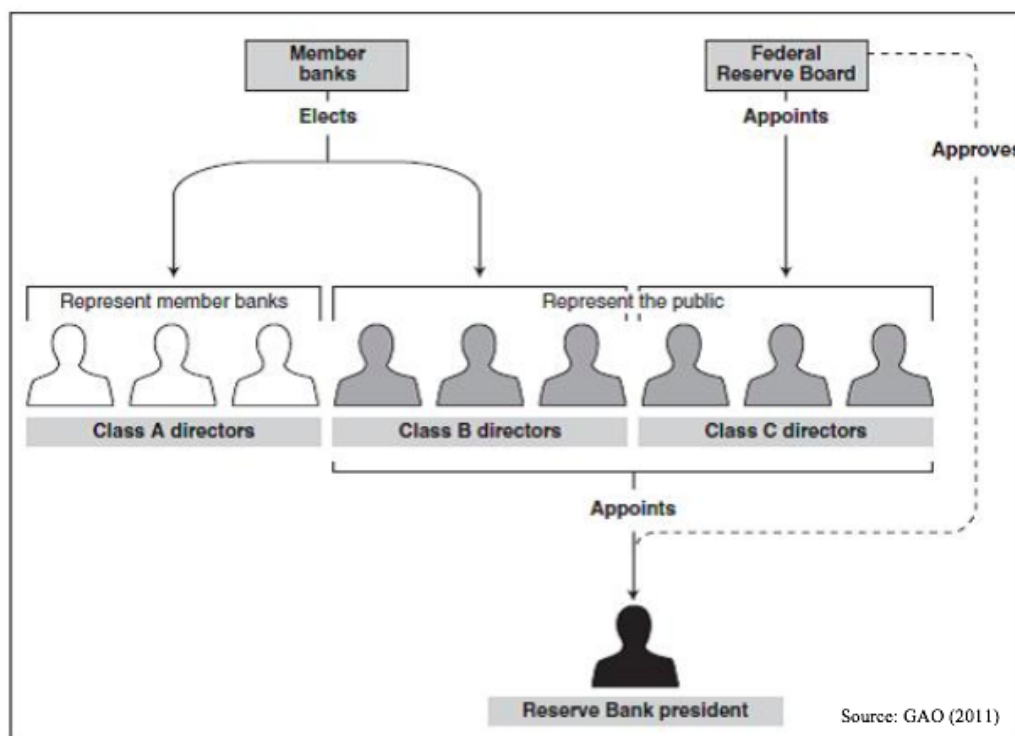 Member
banks
Federal
Reserve Board
Elects
Appoints
Approves
Represent member banks
Represent the public
Class A directors
Class B directors
Class C directors
Appoints
Reserve Bank president
Source: GAO (2011)